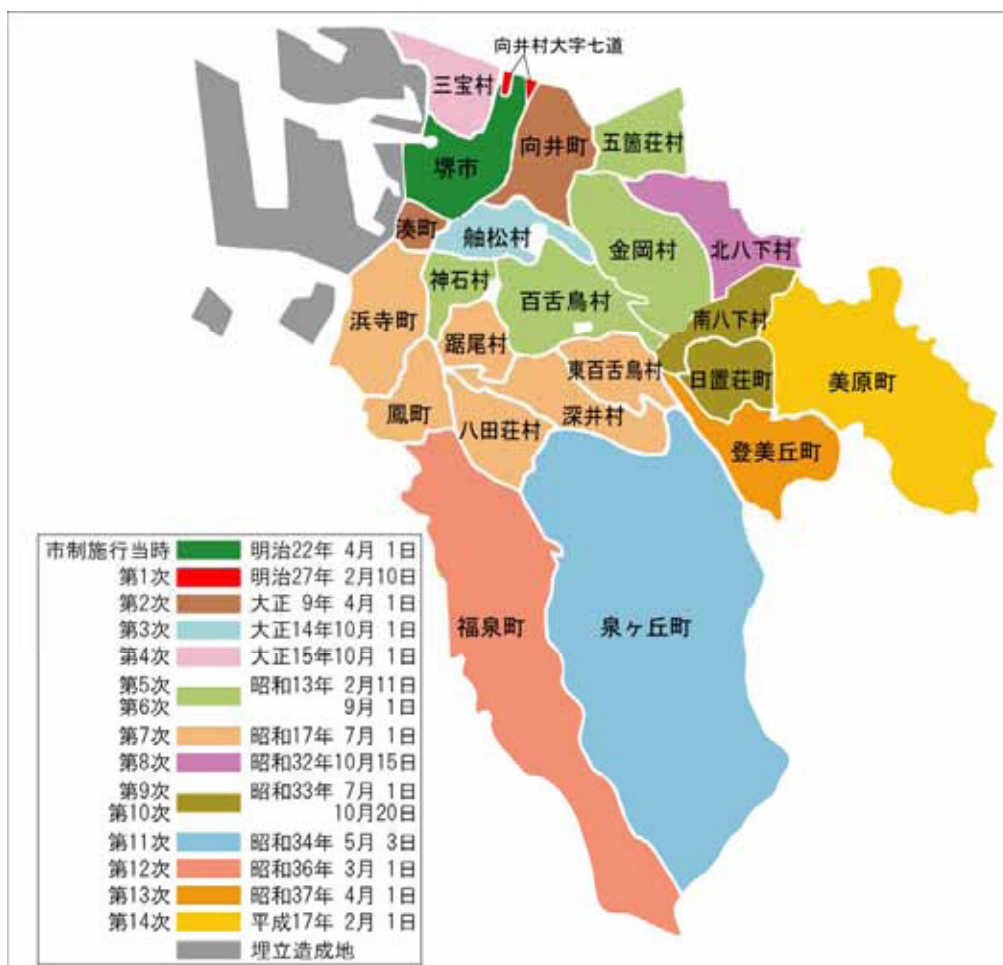 向井村大字七道
三宝村
五箇荘村
向井町
堺市
湊町
舳松村
金岡村
北八下村
神石村
百舌鳥村
浜寺町
南八下村
踞尾村
東百舌鳥村
日置荘町
美原町
鳳町
八田荘村
深井村
登美丘町
福泉町
泉ヶ丘町
市制施行当時 明治22年 4月 1日
第1次 明治27年 2月10日
第2次 大正 9年 4月 1日
第3次 大正14年10月 1日
第4次 大正15年10月 1日
第5次 昭和13年 2月11日
第6次 9月 1日
第7次 昭和17年 7月 1日
第8次 昭和32年10月15日
第9次 昭和33年 7月 1日
第10次 10月20日
第11次 昭和34年 5月 3日
第12次 昭和36年 3月 1日
第13次 昭和37年 4月 1日
第14次 平成17年 2月 1日
埋立造成地